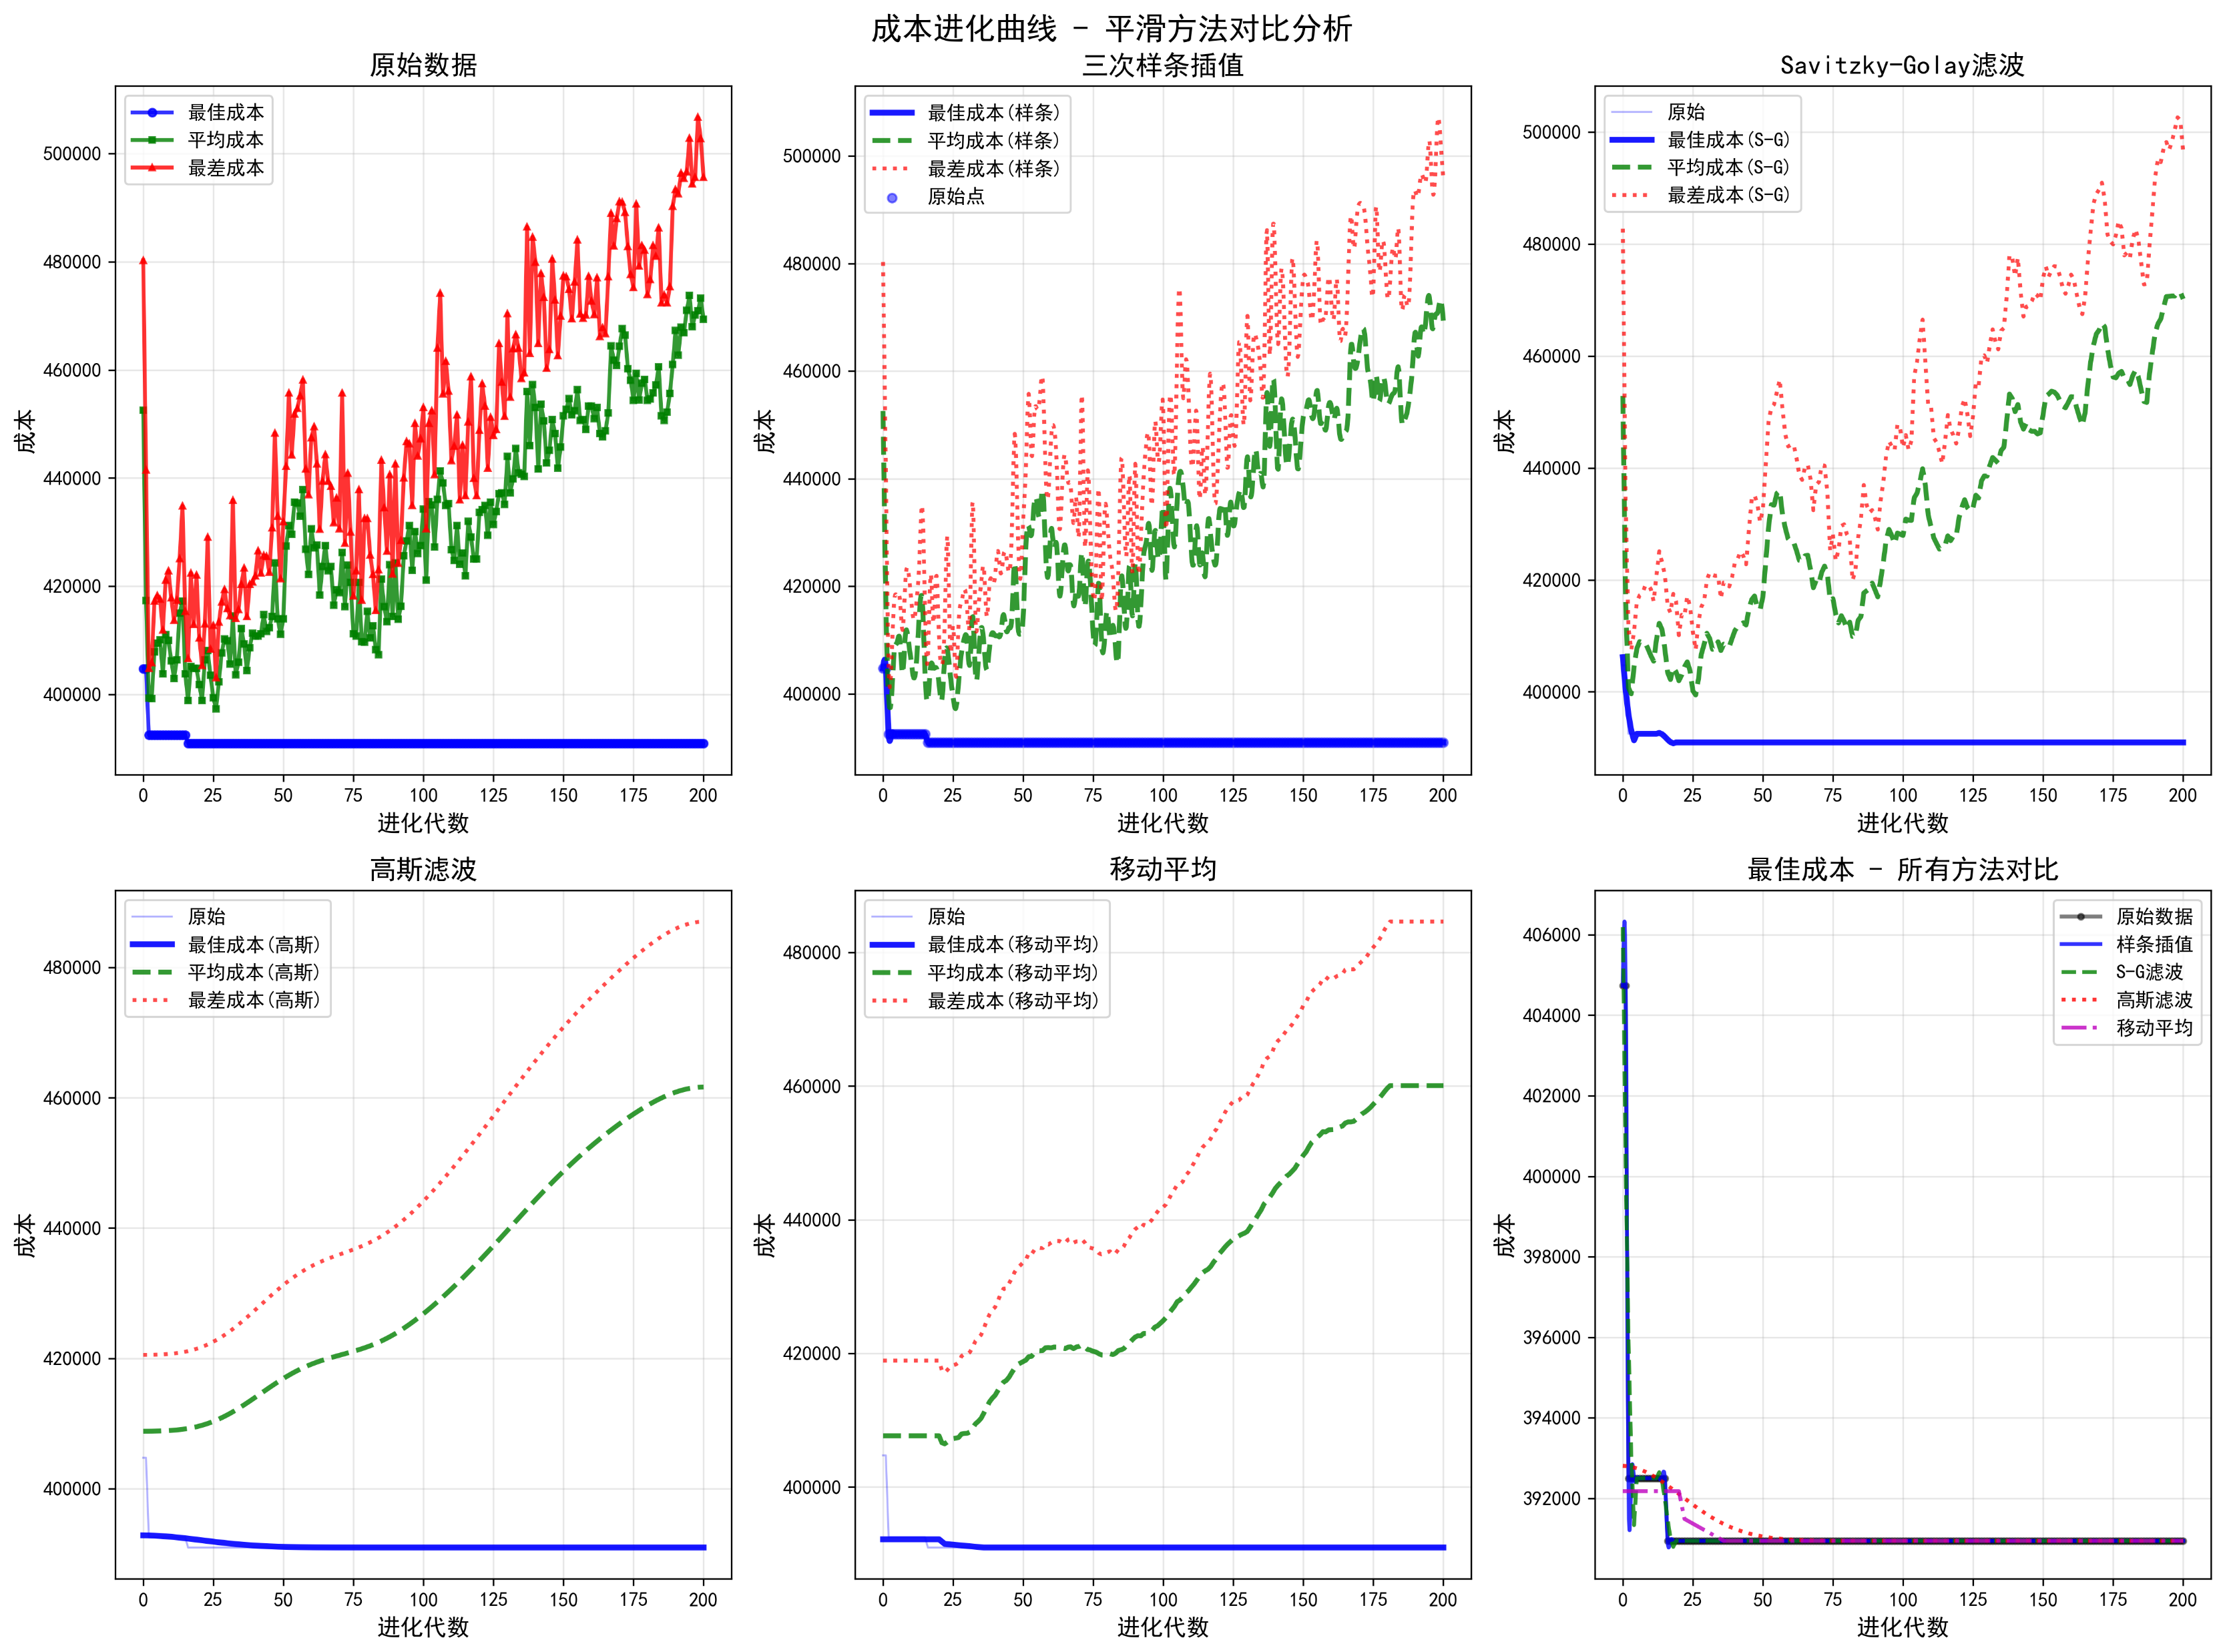 成本进化曲线 - 平滑方法对比分析
原始数据
最佳成本
平均成本
最差成本
成本
500000
480000
460000
440000
420000
400000
0 25 50 75 100 125 150 175 200
进化代数
三次样条插值
最佳成本(样条)
平均成本(样条)
最差成本(样条)
原始点
成本
500000
480000
460000
440000
420000
400000
0 25 50 75 100 125 150 175 200
进化代数
Savitzky-Golay滤波
原始
最佳成本(S-G)
平均成本(S-G)
最差成本(S-G)
成本
500000
480000
460000
440000
420000
400000
0 25 50 75 100 125 150 175 200
进化代数
高斯滤波
原始
最佳成本(高斯)
平均成本(高斯)
最差成本(高斯)
成本
480000
460000
440000
420000
400000
0 25 50 75 100 125 150 175 200
进化代数
移动平均
原始
最佳成本(移动平均)
平均成本(移动平均)
最差成本(移动平均)
成本
480000
460000
440000
420000
400000
0 25 50 75 100 125 150 175 200
进化代数
最佳成本 - 所有方法对比
原始数据
样条插值
S-G滤波
高斯滤波
移动平均
成本
406000
404000
402000
400000
398000
396000
394000
392000
0 25 50 75 100 125 150 175 200
进化代数